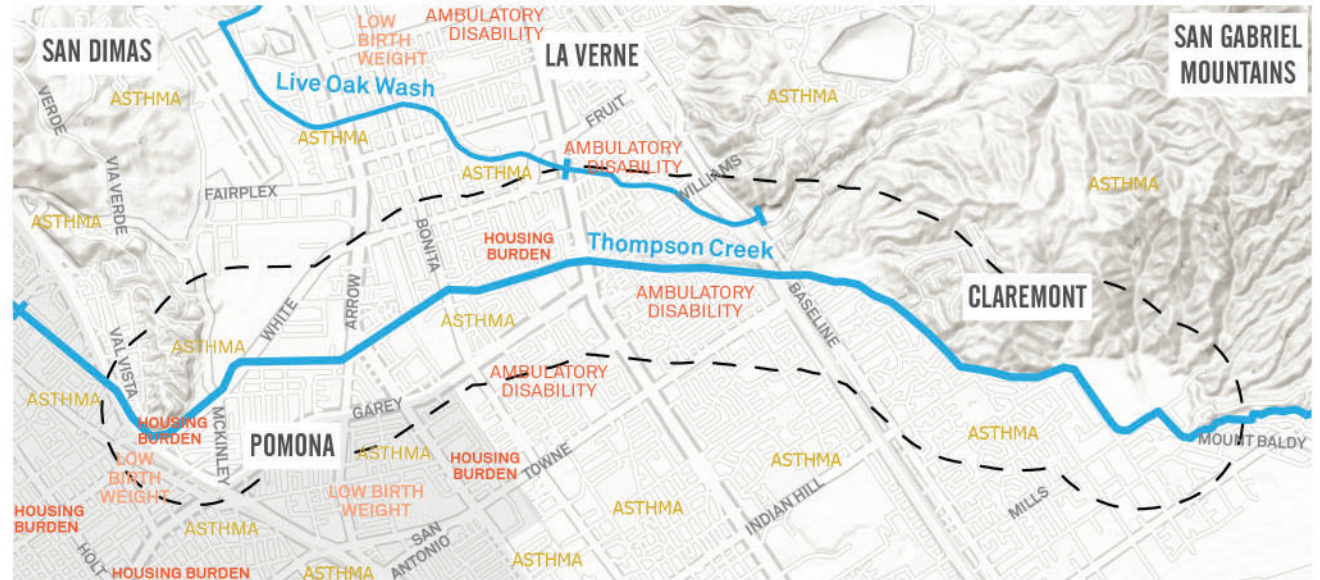 AMBULATORY
DISABILITY
LOW
BIRTH
WEIGHT
SAN DIMAS
LA VERNE
SAN GABRIEL
MOUNTAINS
Live Oak Wash
VERDE
ASTHMA
ASTHMA
FRUIT
ASTHMA
AMBULATORY
DISABILITY
ASTHMA
WILLIAMS
ASTHMA
VIA VERDE
FAIRPLEX
ASTHMA
BONITA
HOUSING
BURDEN
Thompson Creek
AMBULATORY
DISABILITY
BASELINE
CLAREMONT
WHITE
ARROW
ASTHMA
ASTHMA
VAL VISTA
AMBULATORY
DISABILITY
ASTHMA
GAREY
MCKINLEY
HOUSING
BURDEN
POMONA
ASTHMA
ASTHMA
MOUNT BALDY
LOW
BIRTH
WEIGHT
HOUSING
BURDEN
TOWNE
ASTHMA
LOW BIRTH
WEIGHT
INDIAN HILL
MILLS
HOUSING
BURDEN
ASTHMA
ASTHMA
SAN
ANTONIO
HOLT
HOUSING BURDEN
ASTHMA
ASTHMA